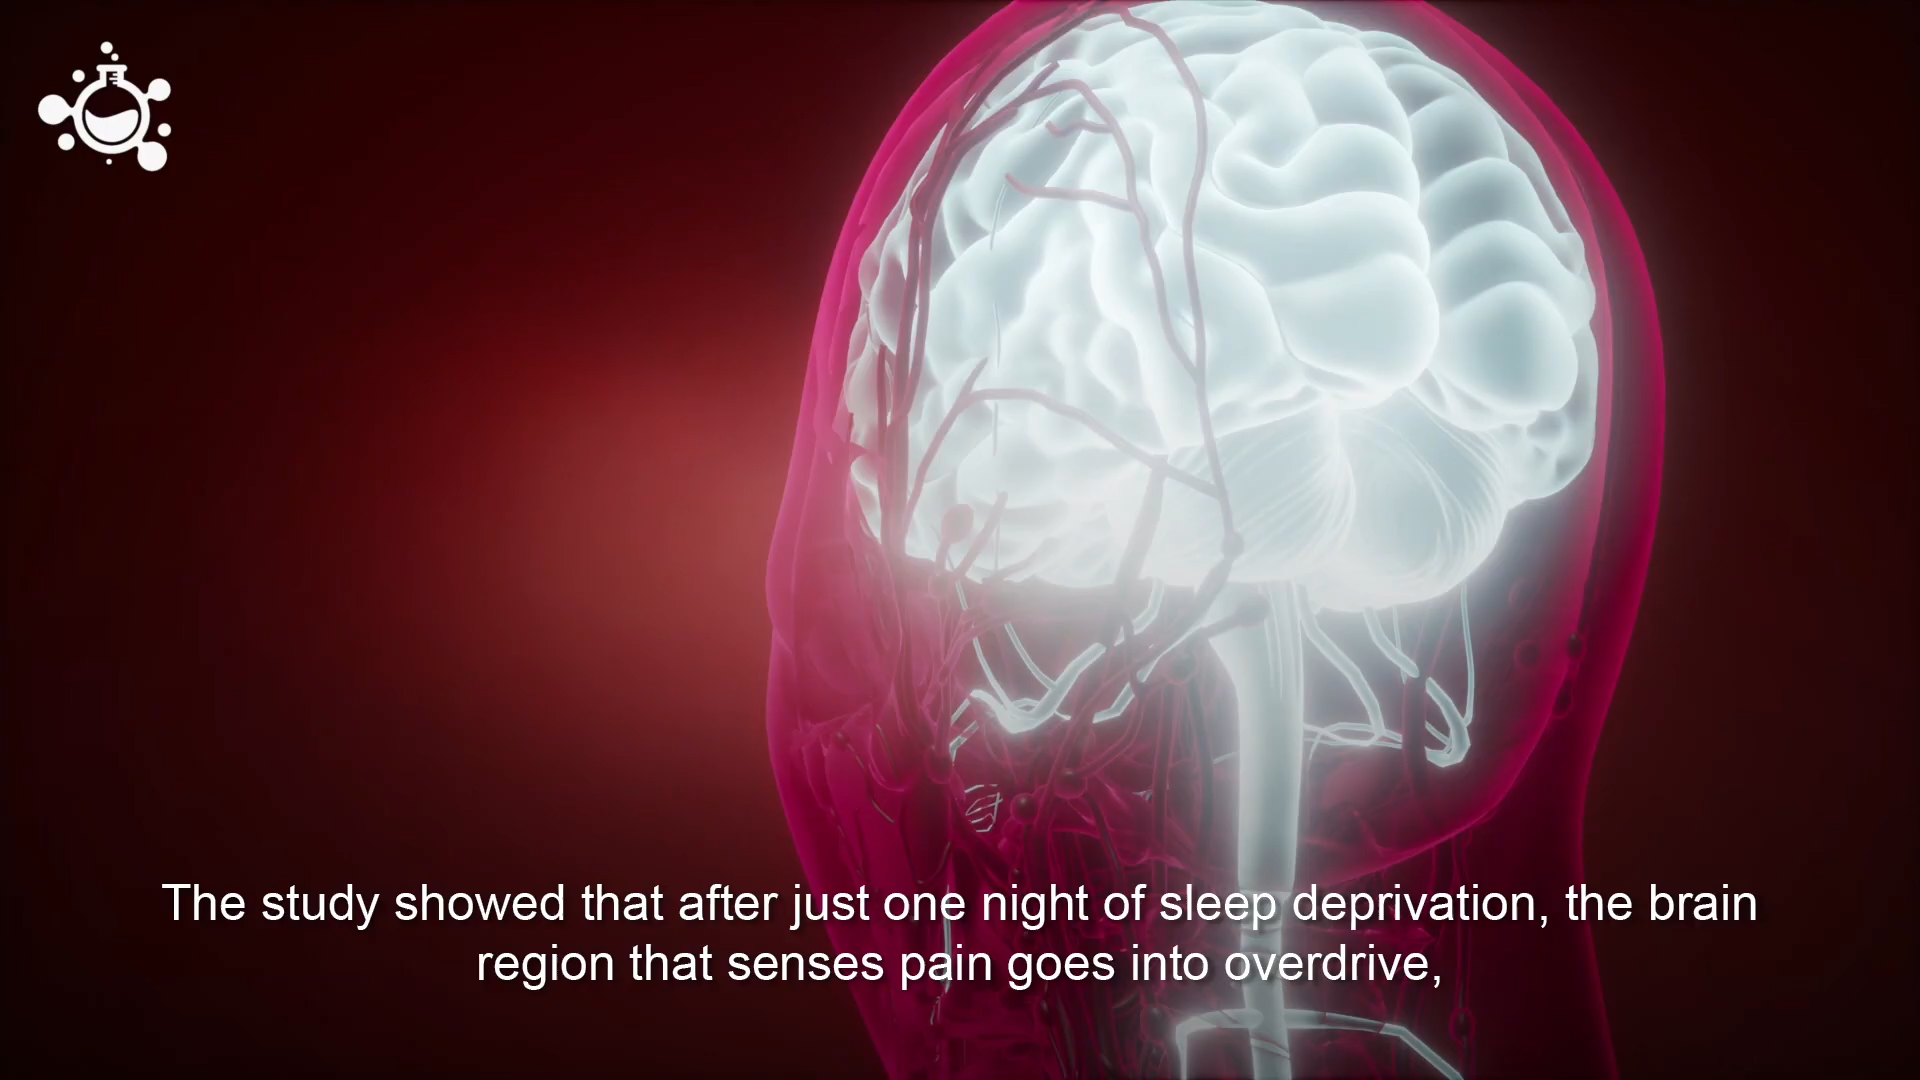 The study showed that after just one night of sleep deprivation, the brain
region that senses pain goes into overdrive,